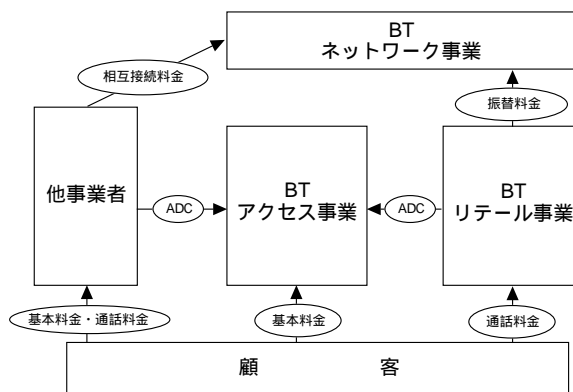 BT
ネットワーク事業
相互接続料金
振替料金
他事業者
ADC
BT
アクセス事業
ADC
BT
リテール事業
基本料金・通話料金
基本料金
通話料金
顧 客